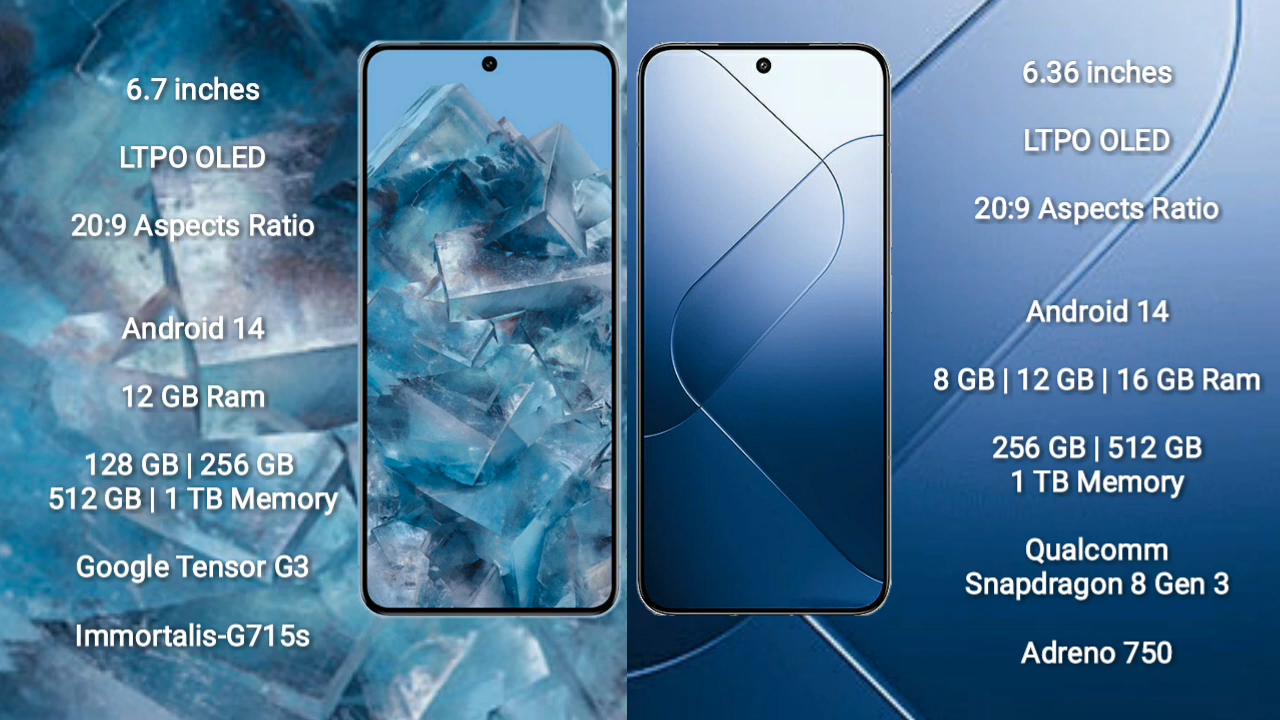 6.7 inches
LTPO OLED
20:9 Aspects Ratio
Android 14
12 GB Ram
128 GB | 256 GB
512 GB | 1 TB Memory
Google Tensor G3
Immortalis-G715s
6.36 inches
LTPO OLED
20:9 Aspects Ratio
Android 14
8 GB | 12 GB | 16 GB Ram
256 GB | 512 GB
1 TB Memory
Qualcomm
Snapdragon 8 Gen 3
Adreno 750